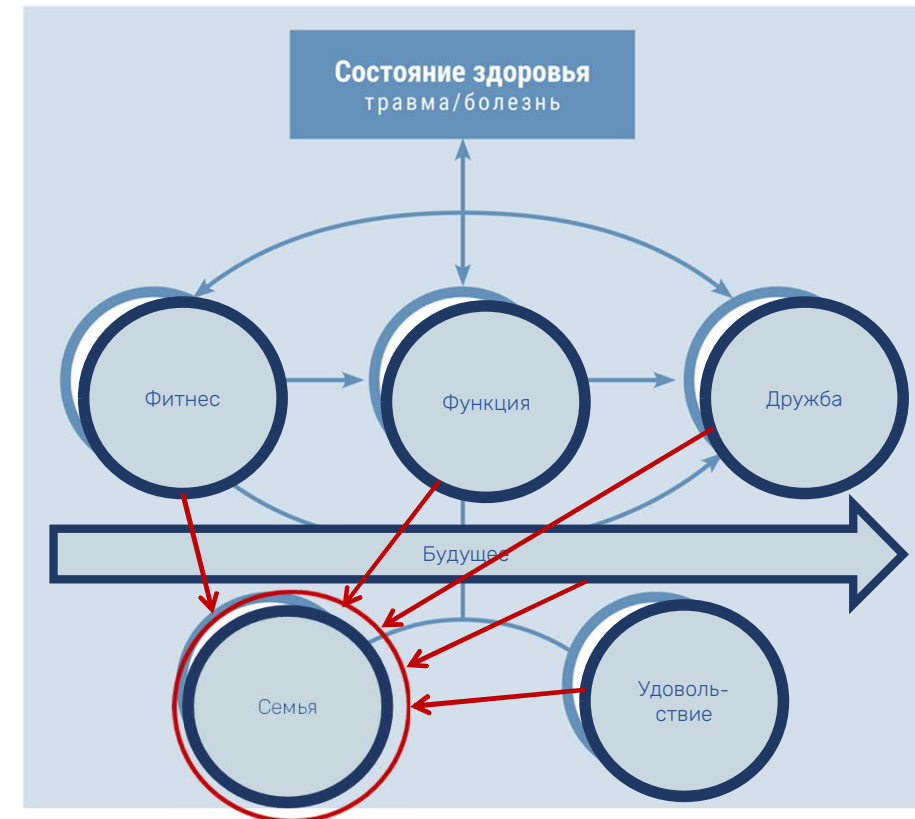 Состояние здоровья
травма/болезнь
Фитнес
Функция
Дружба
Будущее
Семья
Удоволь-
ствие